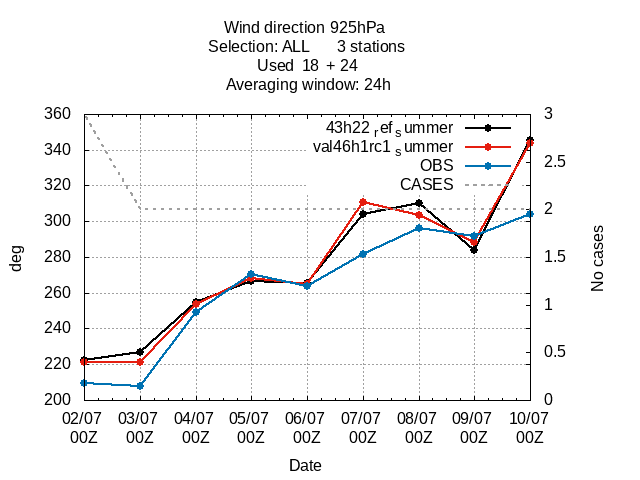 Wind direction 925hPa
Selection: ALL 3 stations
Used 18 + 24
Averaging window: 24h
43h22 refsummer
val46h1rc1 summer
OBS
CASES
360
340
320
300
280
260
240
220
200
3
2.5
2
1.5
1
0.5
0
deg
No cases
02/07 03/07 04/07 05/07 06/07 07/07 08/07 09/07 10/07
00Z 00Z 00Z 00Z 00Z 00Z 00Z 00Z 00Z
Date